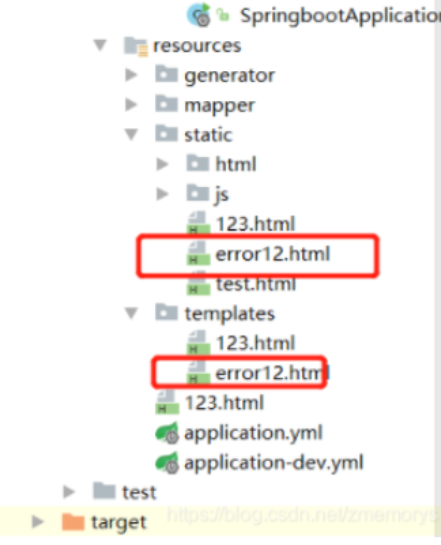 SpringbootApplication
resources
generator
mapper
static
html
js
123.html
error12.html
test.html
templates
123.html
error12.html
123.html
application.yml
application-dev.yml
test
target https://blog.csdn.net/zmemorys